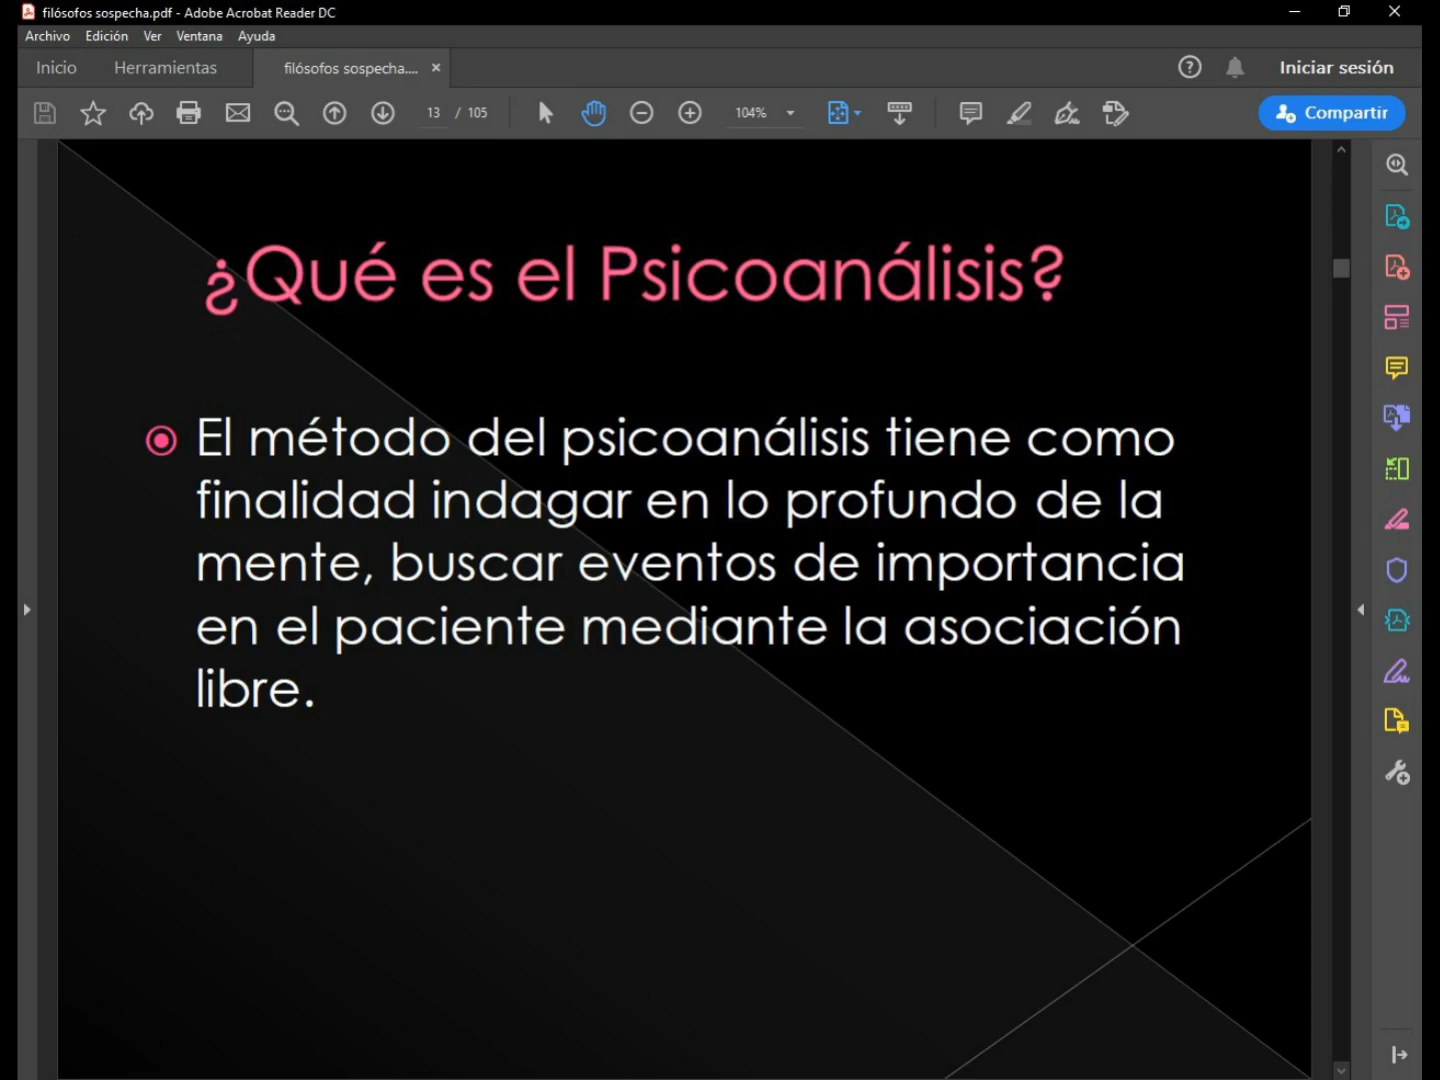 filósofos sospecha.pdf - Adobe Acrobat Reader DC
Archivo Edición Ver Ventana Ayuda
Inicio Herramientas filósofos sospecha.... × Iniciar sesión
13 / 105 104% Compartir
¿Qué es el Psicoanálisis?
El método del psicoanálisis tiene como
finalidad indagar en lo profundo de la
mente, buscar eventos de importancia
en el paciente mediante la asociación
libre.